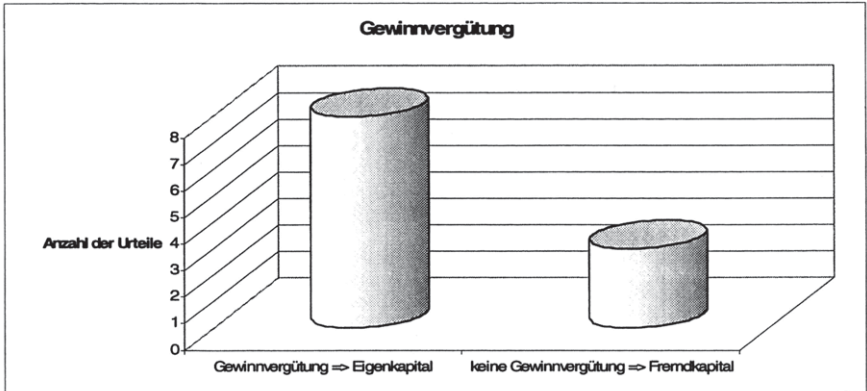 Gewinnvergütung
8
7
6
5
4
3
2
1
0
Anzahl der Urteile
Gewinnvergütung => Eigenkapital
keine Gewinnvergütung => Fremdkapital